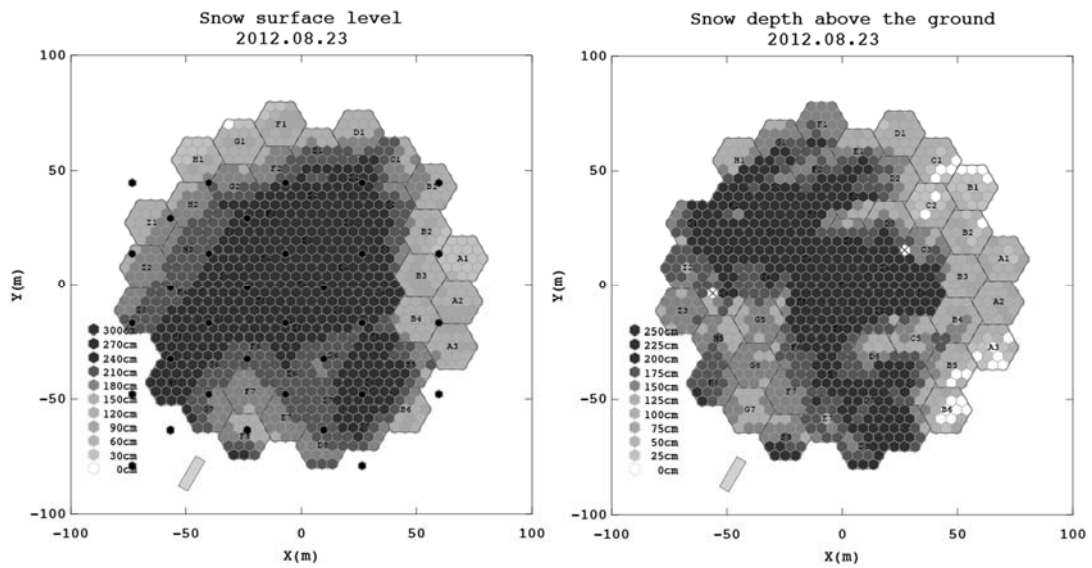 Snow surface level
2012.08.23
100
50
0
−50
−100
−100
−50
0
50
100
Y(m)
X(m)
300cm
270cm
240cm
210cm
180cm
150cm
120cm
90cm
60cm
30cm
0cm
F1
G1
D1
E1
H1
C1
G2
F2
B1
H2
I1
B2
A1
I2
B3
A2
B4
A3
B5
B6
F7
E7
G7
Snow depth above the ground
2012.08.23
100
50
0
−50
−100
−100
−50
0
50
100
Y(m)
X(m)
250cm
225cm
200cm
175cm
150cm
125cm
100cm
75cm
50cm
25cm
0cm
F1
D1
E1
H1
C1
D2
B1
C2
B2
A1
B3
A2
B4
A3
B5
B6
C5
D6
G5
G6
G7
F7